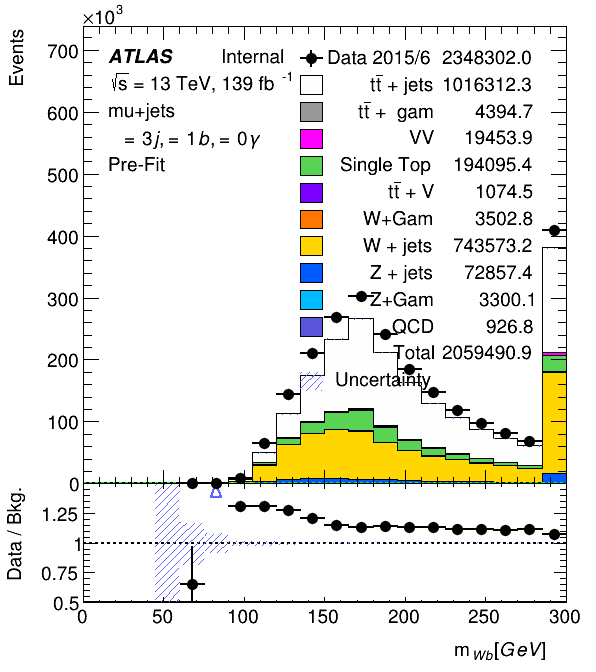 ×10³
Events
700
600
500
400
300
200
100
0
ATLAS Internal
√s = 13 TeV, 139 fb⁻¹
mu+jets
= 3j, = 1b, = 0γ
Pre-Fit
Data 2015/6 2348302.0
tt̄ + jets 1016312.3
tt̄ + gam 4394.7
VV 19453.9
Single Top 194095.4
tt̄ + V 1074.5
W+Gam 3502.8
W + jets 743573.2
Z + jets 72857.4
Z+Gam 3300.1
QCD 926.8
Total 2059490.9
Uncertainty
Data / Bkg.
1.25
1
0.75
0.5
0 50 100 150 200 250 300
m_Wb[GeV]